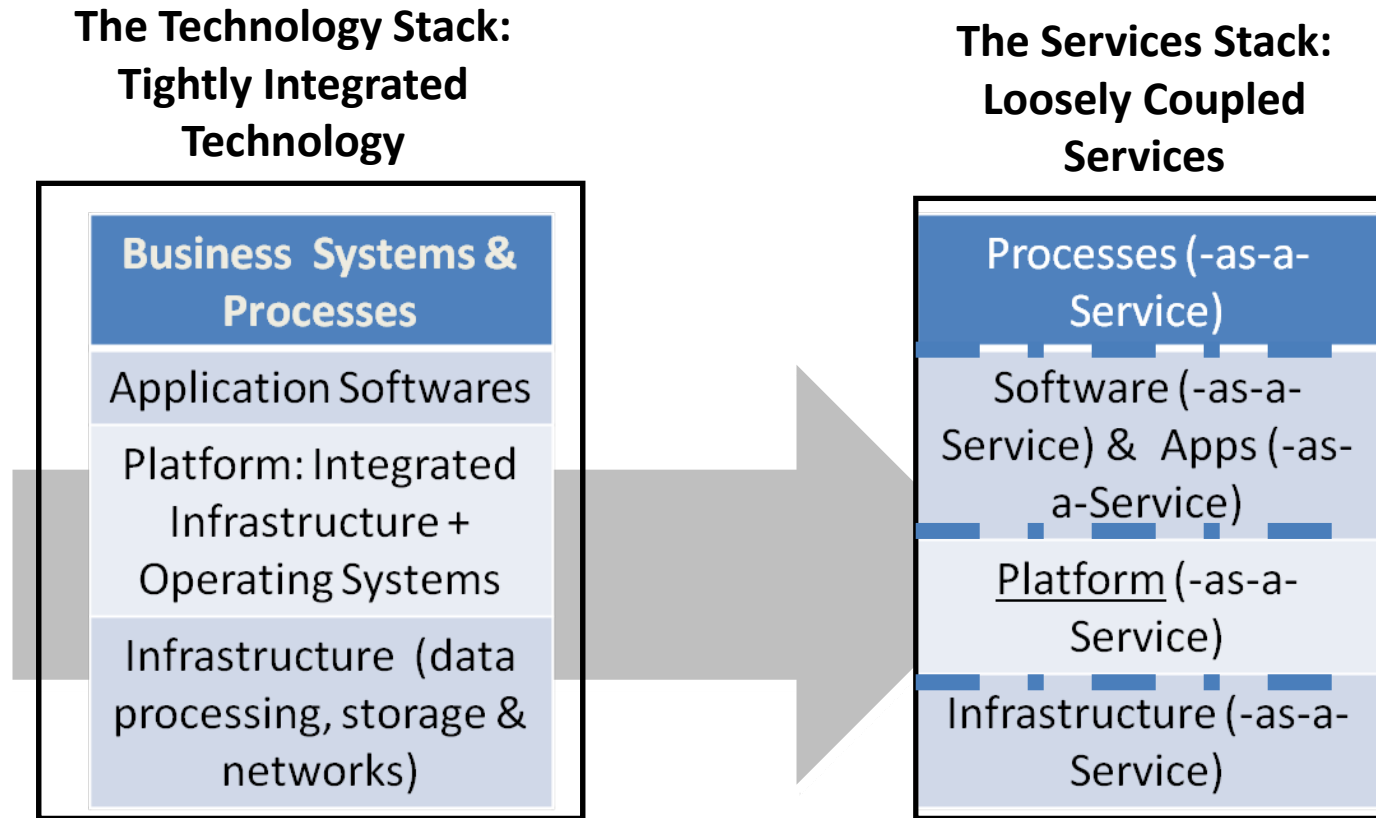 The Technology Stack:
Tightly Integrated
Technology
Business  Systems &
Processes
Application Softwares
Platform: Integrated
Infrastructure +
Operating Systems
Infrastructure  (data
processing, storage &
networks)
The Services Stack:
Loosely Coupled
Services
Processes (-as-a-
Service)
Software (-as-a-
Service) &  Apps (-as-
a-Service)
Platform (-as-a-
Service)
Infrastructure (-as-a-
Service)